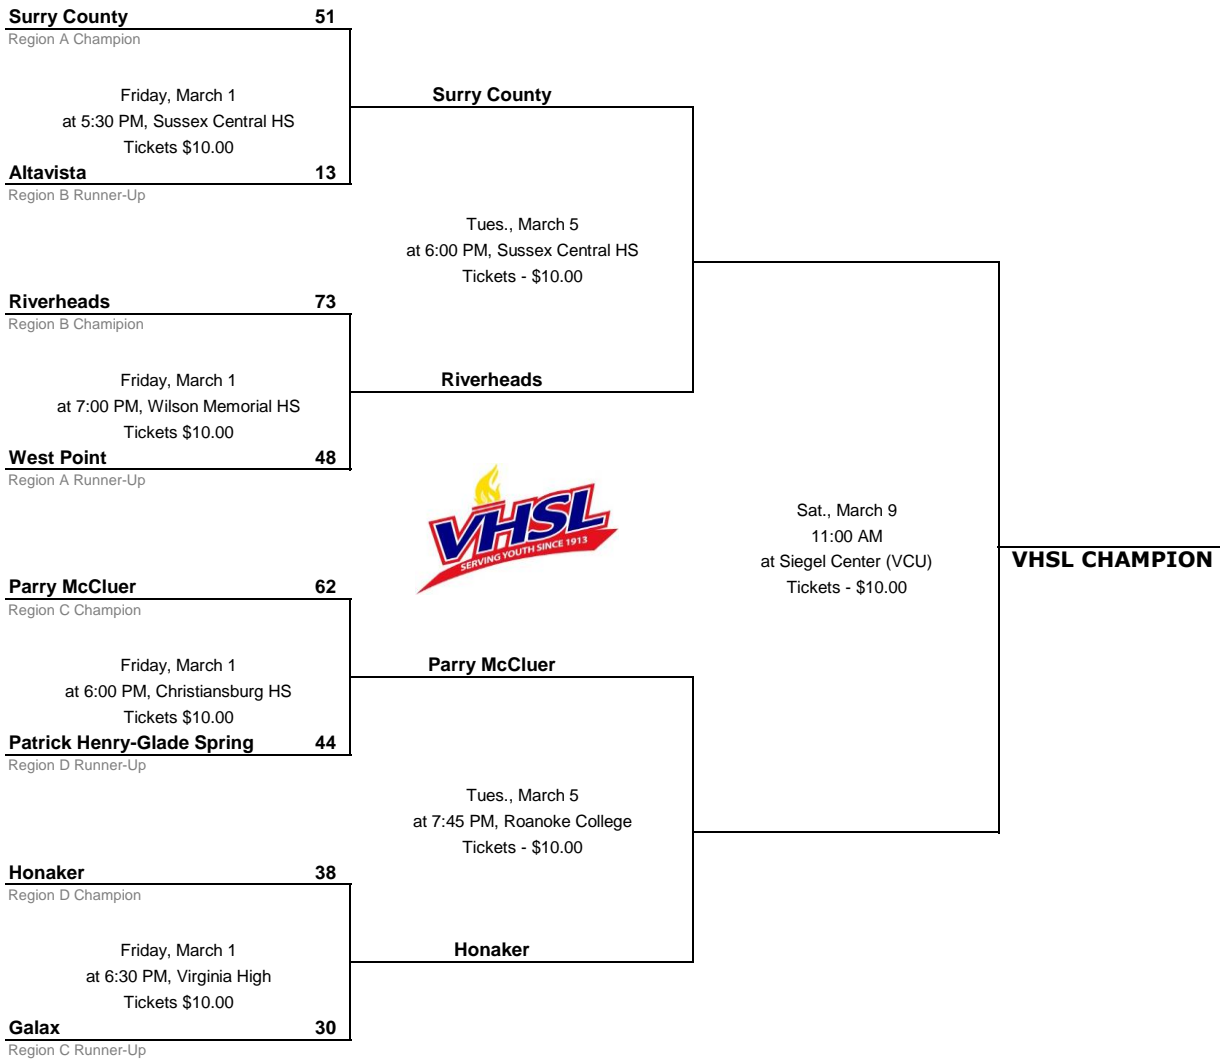 Surry County 51
Region A Champion
Friday, March 1
at 5:30 PM, Sussex Central HS
Tickets $10.00
Altavista 13
Region B Runner-Up
Surry County
Tues., March 5
at 6:00 PM, Sussex Central HS
Tickets - $10.00
Riverheads 73
Region B Chamipion
Friday, March 1
at 7:00 PM, Wilson Memorial HS
Tickets $10.00
West Point 48
Region A Runner-Up
Riverheads
VHSL
SERVING YOUTH SINCE 1913
Sat., March 9
11:00 AM
at Siegel Center (VCU)
Tickets - $10.00
VHSL CHAMPION
Parry McCluer 62
Region C Champion
Friday, March 1
at 6:00 PM, Christiansburg HS
Tickets $10.00
Patrick Henry-Glade Spring 44
Region D Runner-Up
Parry McCluer
Tues., March 5
at 7:45 PM, Roanoke College
Tickets - $10.00
Honaker 38
Region D Champion
Friday, March 1
at 6:30 PM, Virginia High
Tickets $10.00
Galax 30
Region C Runner-Up
Honaker